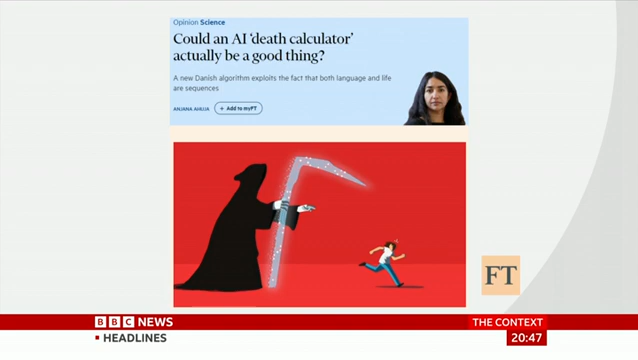 Opinion Science
Could an AI ‘death calculator’
actually be a good thing?
A new Danish algorithm exploits the fact that both language and life
are sequences
ANJANA AHUJA
+ Add to myFT
FT
BBC NEWS
THE CONTEXT
HEADLINES
20:47